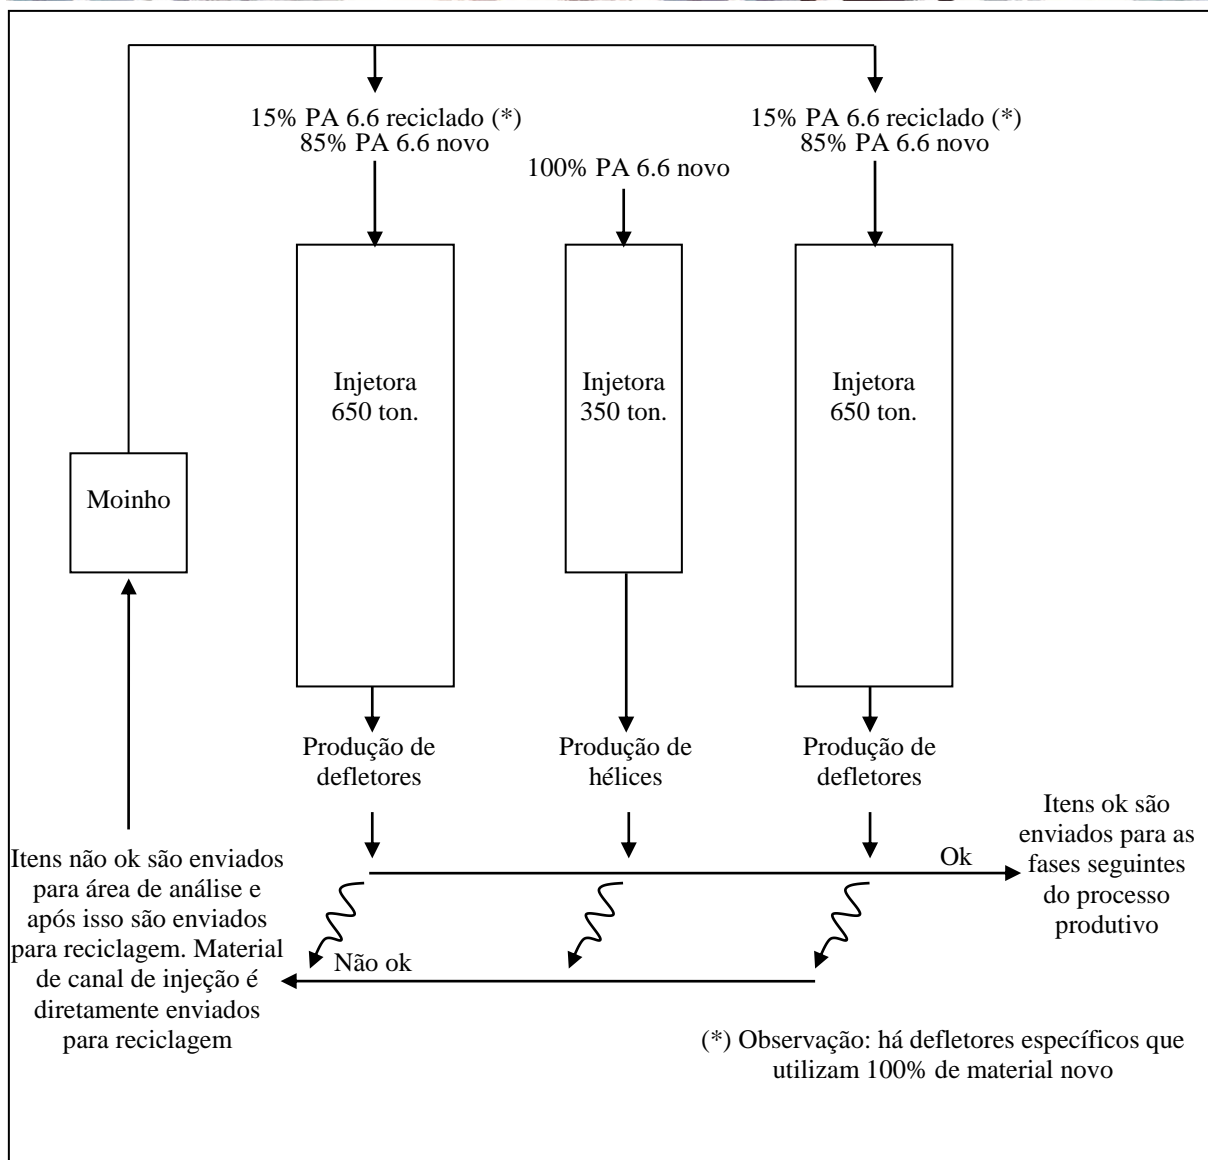 15% PA 6.6 reciclado (*)
85% PA 6.6 novo
100% PA 6.6 novo
15% PA 6.6 reciclado (*)
85% PA 6.6 novo
Injetora
650 ton.
Injetora
350 ton.
Injetora
650 ton.
Moinho
Produção de
defletores
Produção de
hélices
Produção de
defletores
Itens ok são
enviados para as
fases seguintes
do processo
produtivo
Ok
Itens não ok são enviados
para área de análise e
após isso são enviados
para reciclagem. Material
de canal de injeção é
diretamente enviados
para reciclagem
Não ok
(*) Observação: há defletores específicos que
utilizam 100% de material novo